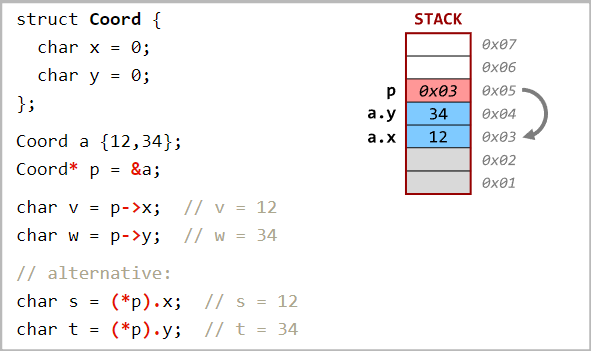 struct Coord {
  char x = 0;
  char y = 0;
};
Coord a {12,34};
Coord* p = &a;
char v = p->x;  // v = 12
char w = p->y;  // w = 34
// alternative:
char s = (*p).x;  // s = 12
char t = (*p).y;  // t = 34
STACK
0x07
0x06
p 0x03 0x05
a.y 34 0x04
a.x 12 0x03
0x02
0x01